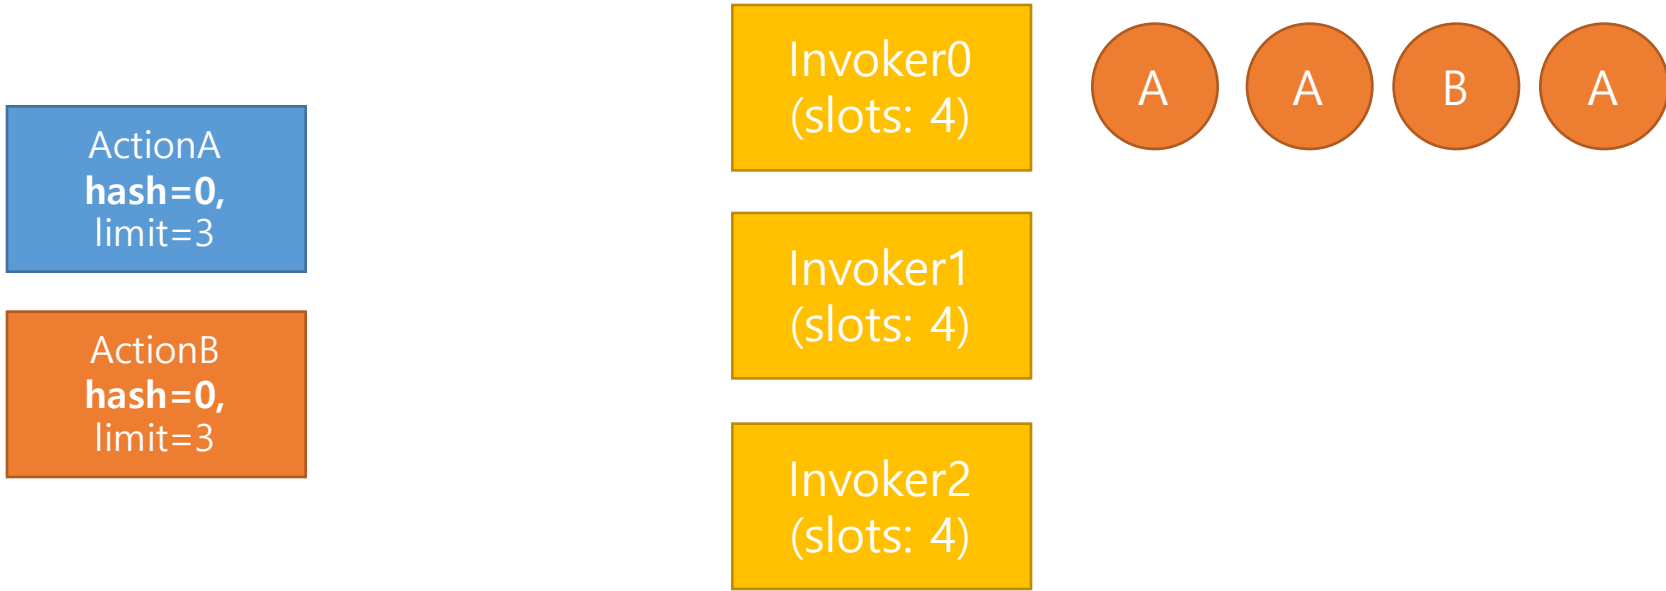 ActionA
hash=0,
limit=3
ActionB
hash=0,
limit=3
Invoker0
(slots: 4)
A A B A
Invoker1
(slots: 4)
Invoker2
(slots: 4)